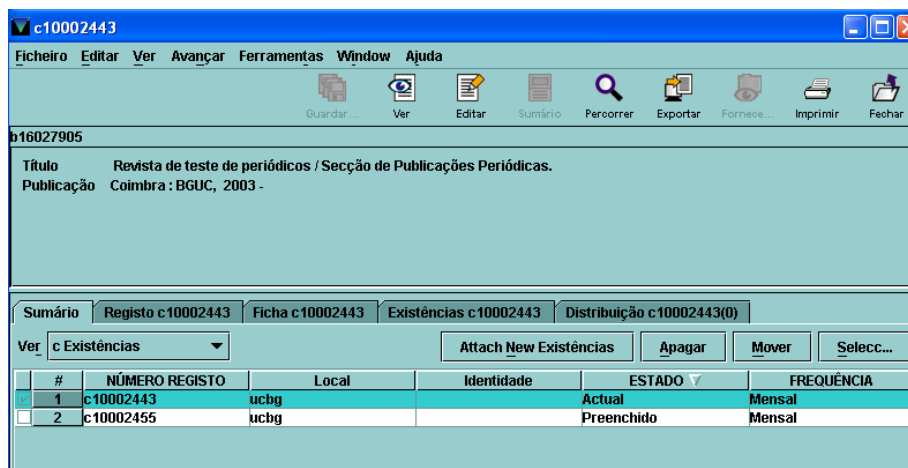 c10002443
Ficheiro Editar Ver Avançar Ferramentas Window Ajuda
Guardar... Ver Editar Sumário Percorrer Exportar Fornece... Imprimir Fechar
b16027905
Título Revista de teste de periódicos / Secção de Publicações Periódicas.
Publicação Coimbra : BGUC, 2003 -
Sumário Registo c10002443 Ficha c10002443 Existências c10002443 Distribuição c10002443(0)
Ver c Existências Attach New Existências Apagar Mover Selecc...
# NÚMERO REGISTO Local Identidade ESTADO FREQUÊNCIA
1 c10002443 ucbg Actual Mensal
2 c10002455 ucbg Preenchido Mensal